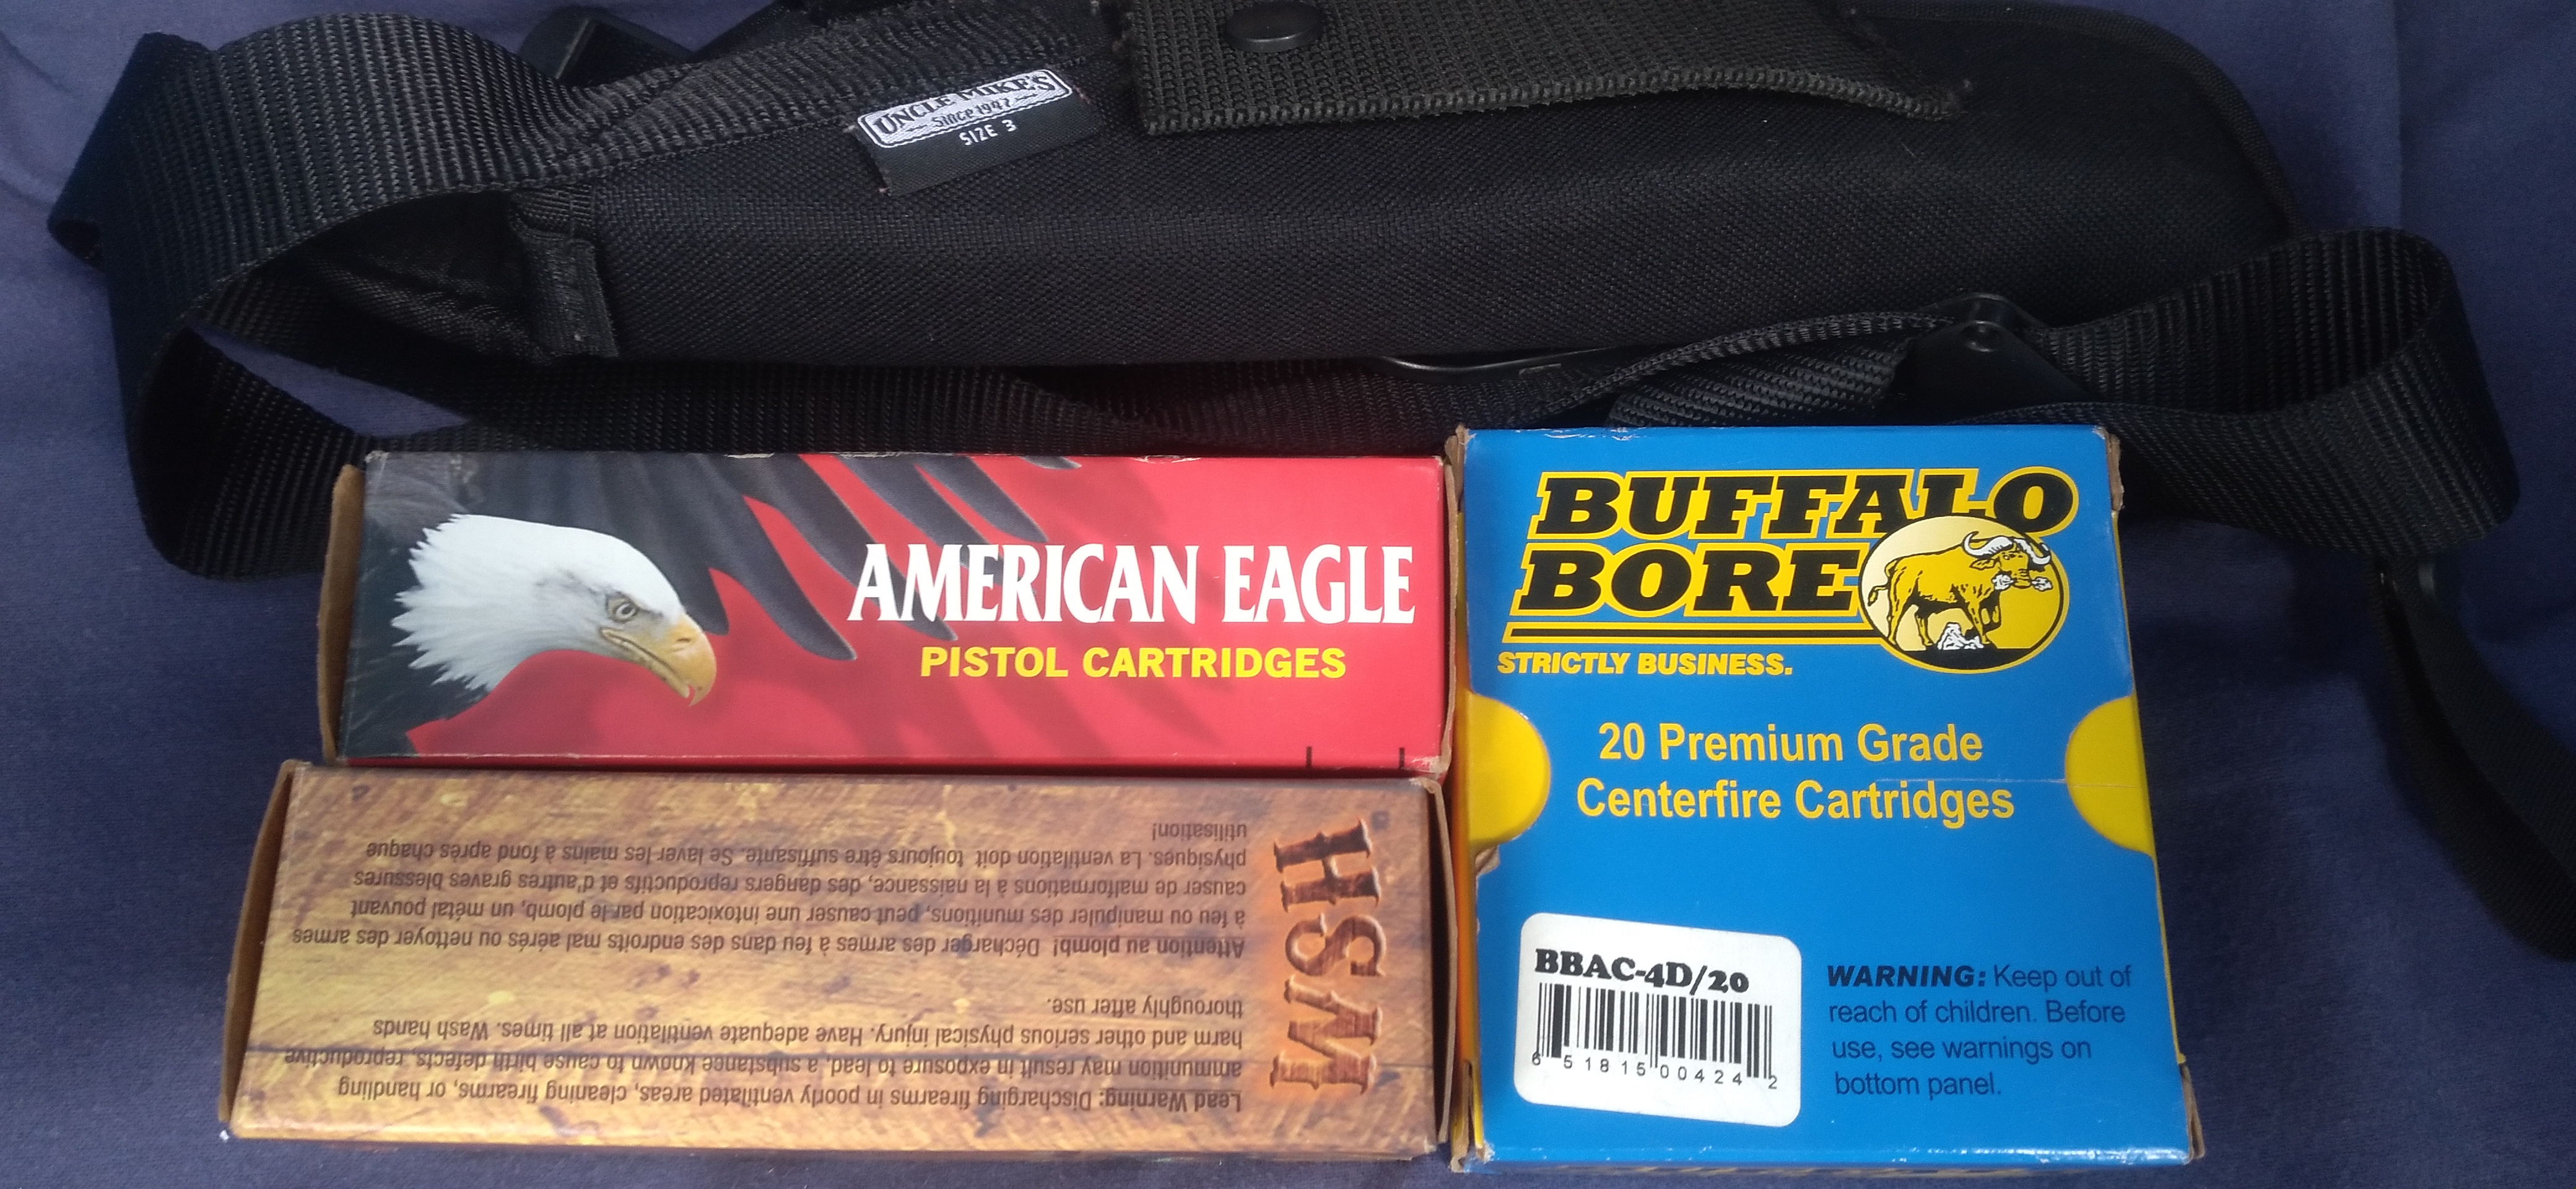 UNCLE MIKE'S
Since 1947
SIZE 3
AMERICAN EAGLE
PISTOL CARTRIDGES
BUFFALO
BORE
STRICTLY BUSINESS.
20 Premium Grade
Centerfire Cartridges
BBAC-4D/20
6 51815 00424 2
WARNING: Keep out of
reach of children. Before
use, see warnings on
bottom panel.
HSM
Lead Warning: Discharging firearms in poorly ventilated areas, cleaning firearms, or handling
ammunition may result in exposure to lead, a substance known to cause birth defects, reproductive
harm and other serious physical injury. Have adequate ventilation at all times. Wash hands
thoroughly after use.
Attention au plomb! Décharger des armes à feu dans des endroits mal aérés ou nettoyer des armes
à feu ou manipuler des munitions, peut causer une intoxication par le plomb, un métal pouvant
causer de malformations à la naissance, des dangers reproductifs et d'autres graves blessures
physiques. La ventilation doit toujours être suffisante. Se laver les mains à fond aprés chaque
utilisation!